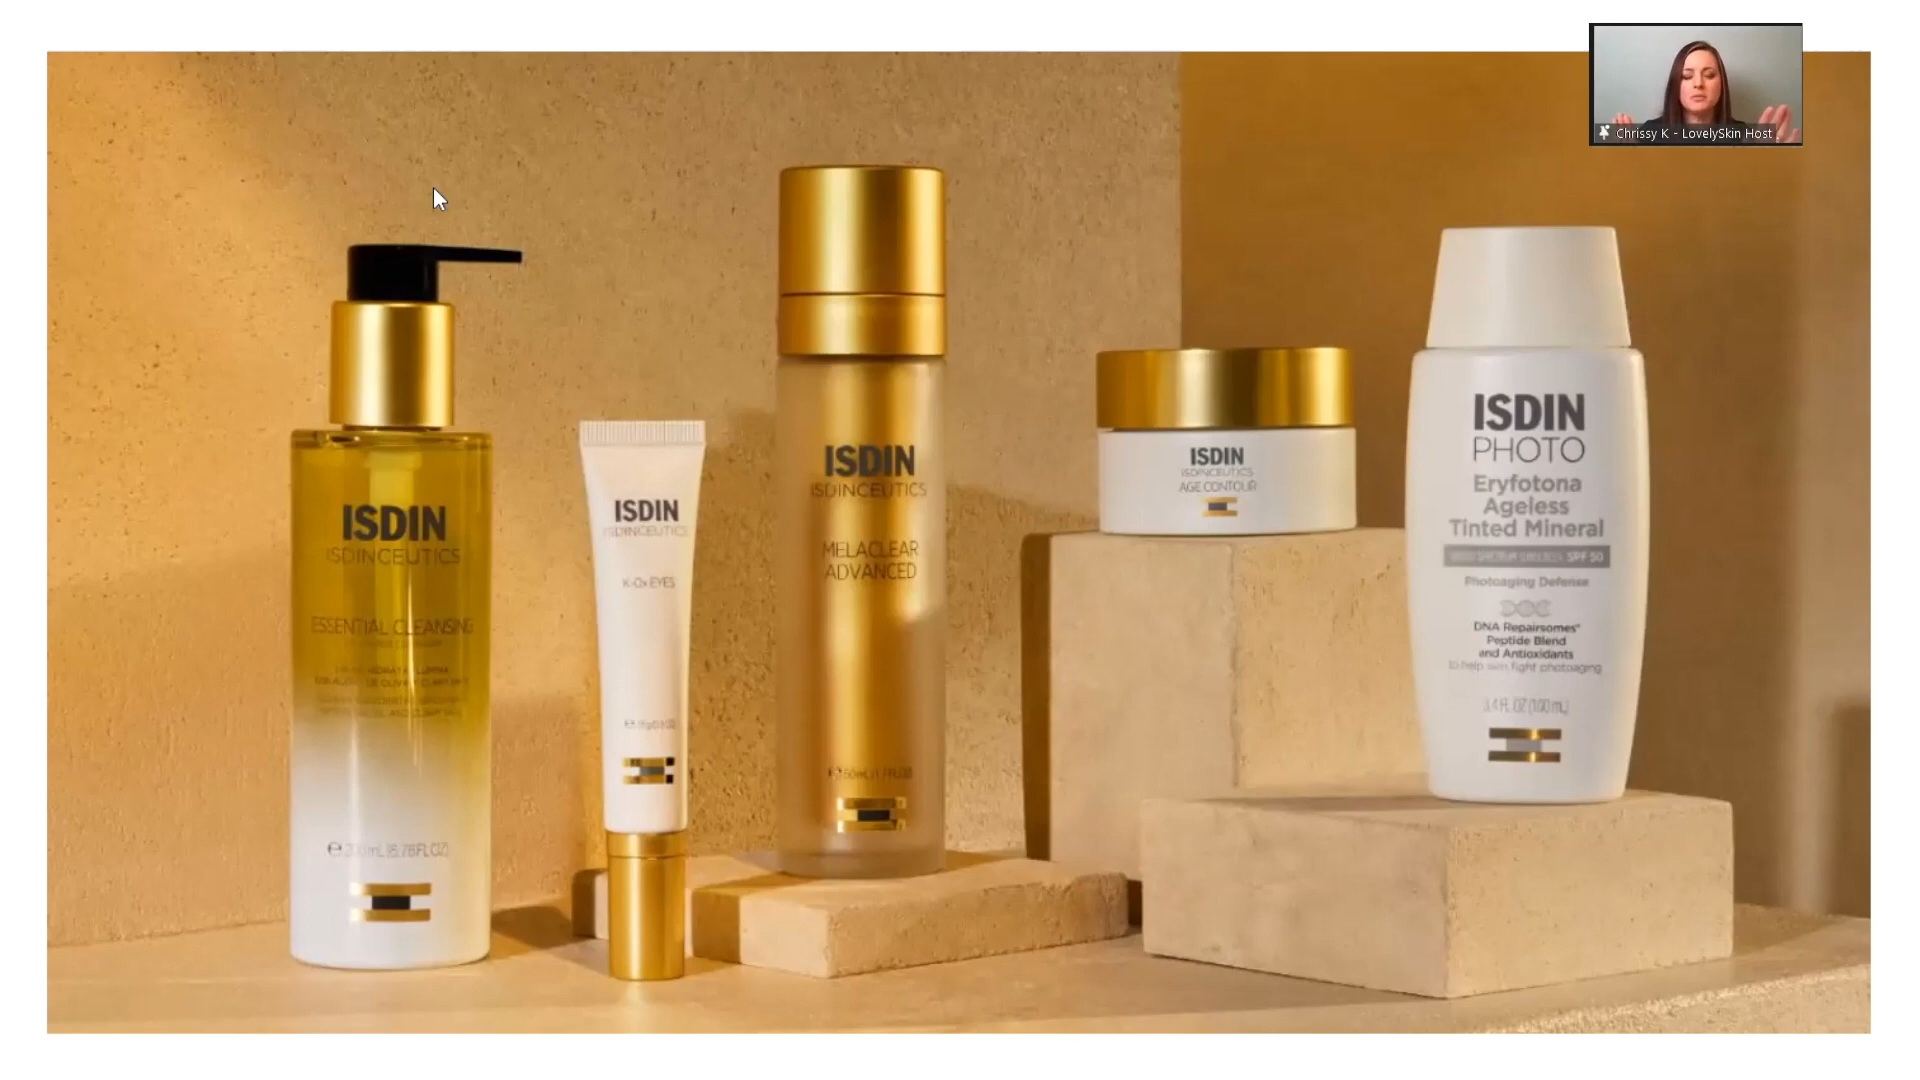 Chrissy K - LovelySkin Host
ISDIN
ISDINCEUTICS
ESSENTIAL CLEANSING
ISDIN
ISDINCEUTICS
K-Ox EYES
ISDIN
ISDINCEUTICS
MELACLEAR
ADVANCED
ISDIN
ISDINCEUTICS
AGE CONTOUR
ISDIN
PHOTO
Eryfotona
Ageless
Tinted Mineral
SPF 50
Photoaging Defense
DNA Repairsomes®
Peptide Blend
and Antioxidants
to help skin fight photoaging
3.4 FL OZ (100 mL)